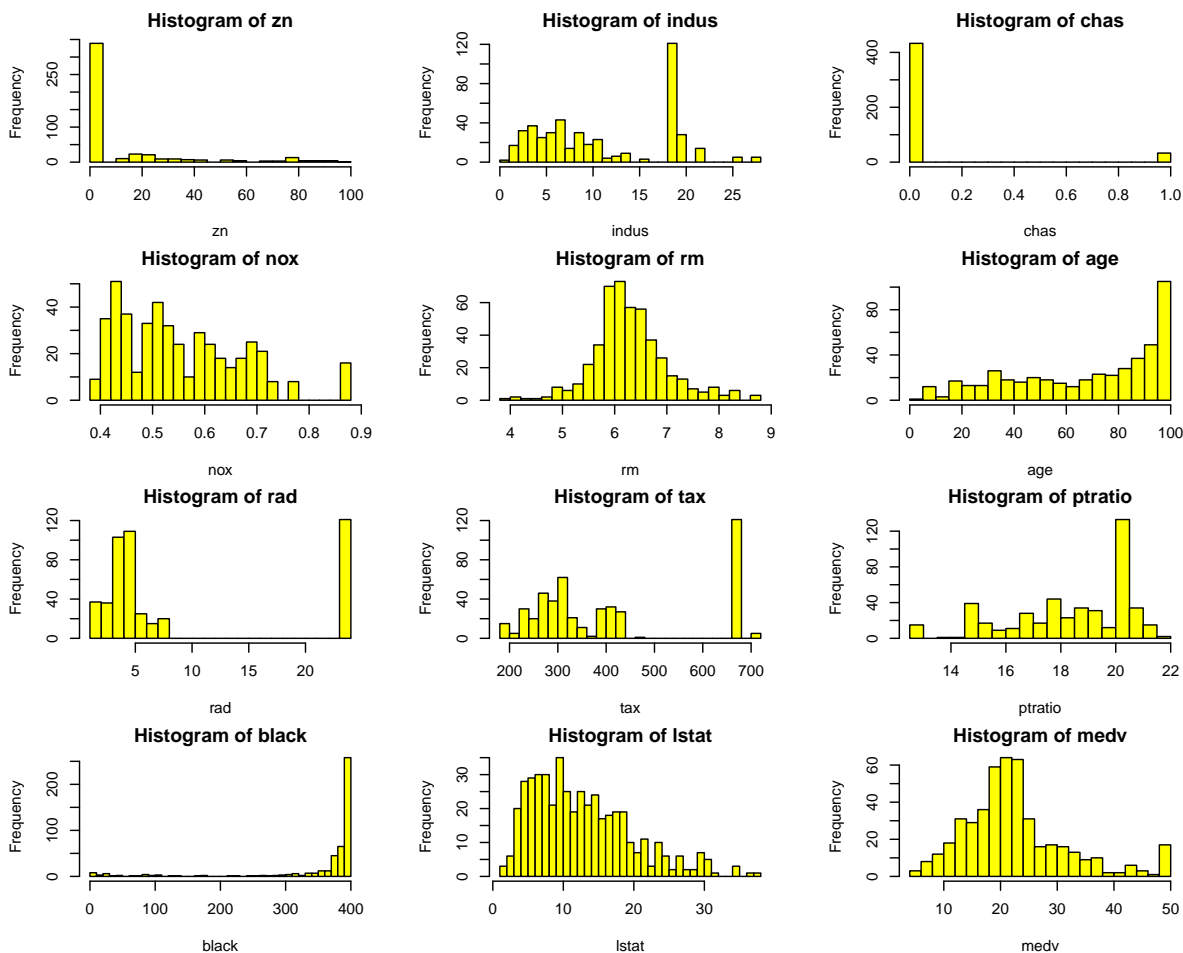 Histogram of zn
Frequency
0 50 150 250
0 20 40 60 80 100
zn
Histogram of indus
Frequency
0 40 80 120
0 5 10 15 20 25
indus
Histogram of chas
Frequency
0 200 400
0.0 0.2 0.4 0.6 0.8 1.0
chas
Histogram of nox
Frequency
0 20 40
0.4 0.5 0.6 0.7 0.8 0.9
nox
Histogram of rm
Frequency
0 20 40 60
4 5 6 7 8 9
rm
Histogram of age
Frequency
0 40 80
0 20 40 60 80 100
age
Histogram of rad
Frequency
0 40 80 120
5 10 15 20
rad
Histogram of tax
Frequency
0 40 80 120
200 300 400 500 600 700
tax
Histogram of ptratio
Frequency
0 40 80 120
14 16 18 20 22
ptratio
Histogram of black
Frequency
0 100 200
0 100 200 300 400
black
Histogram of lstat
Frequency
0 10 20 30
0 10 20 30
lstat
Histogram of medv
Frequency
0 20 40 60
10 20 30 40 50
medv